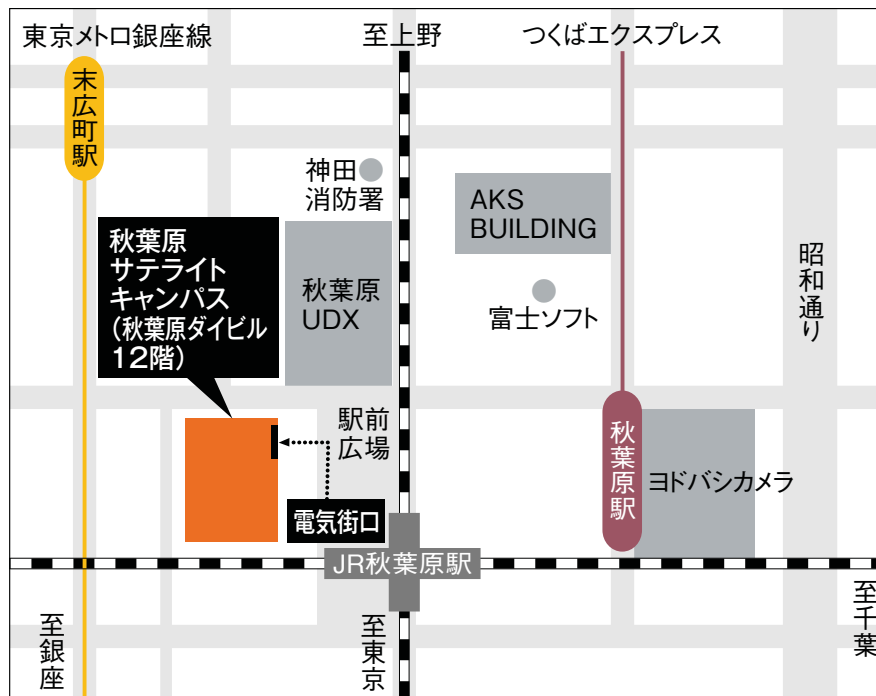 東京メトロ銀座線
至上野
つくばエクスプレス
末広町駅
神田
消防署
AKS
BUILDING
秋葉原
サテライト
キャンパス
（秋葉原ダイビル
12階）
秋葉原
UDX
富士ソフト
昭和通り
駅前
広場
秋葉原駅
ヨドバシカメラ
電気街口
JR秋葉原駅
至銀座
至東京
至千葉